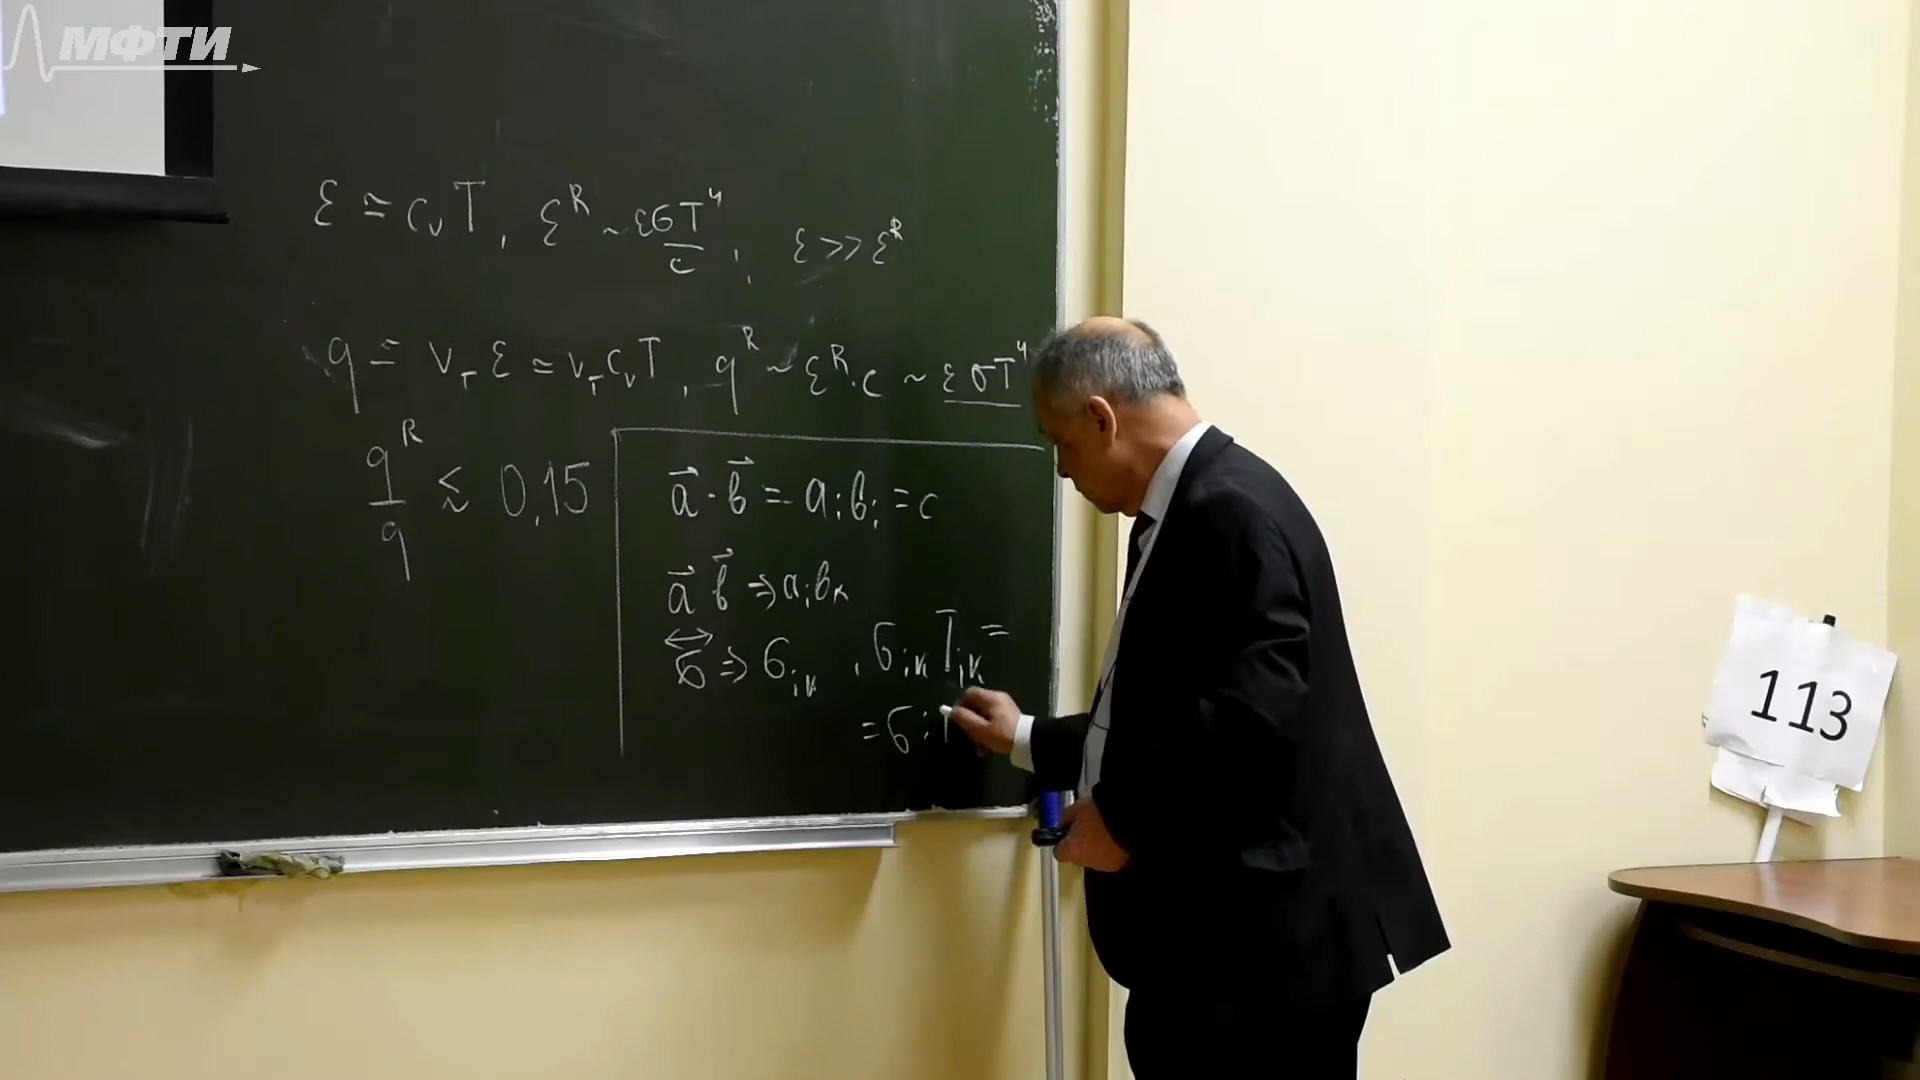 МФТИ
ε ≃ c_v T, ε^R ~ εσT⁴/c, ε >> ε^R
q ≃ v_T ε ≃ v_T c_v T, q^R ~ ε^R · c ~ εσT⁴
q^R/q ≲ 0,15
a⃗ · b⃗ = a_i b_i = c
a⃗ b⃗ ⇒ a_i b_k
σ⃡ ⇒ σ_ik, σ_ik T_ik =
= σ : T
113